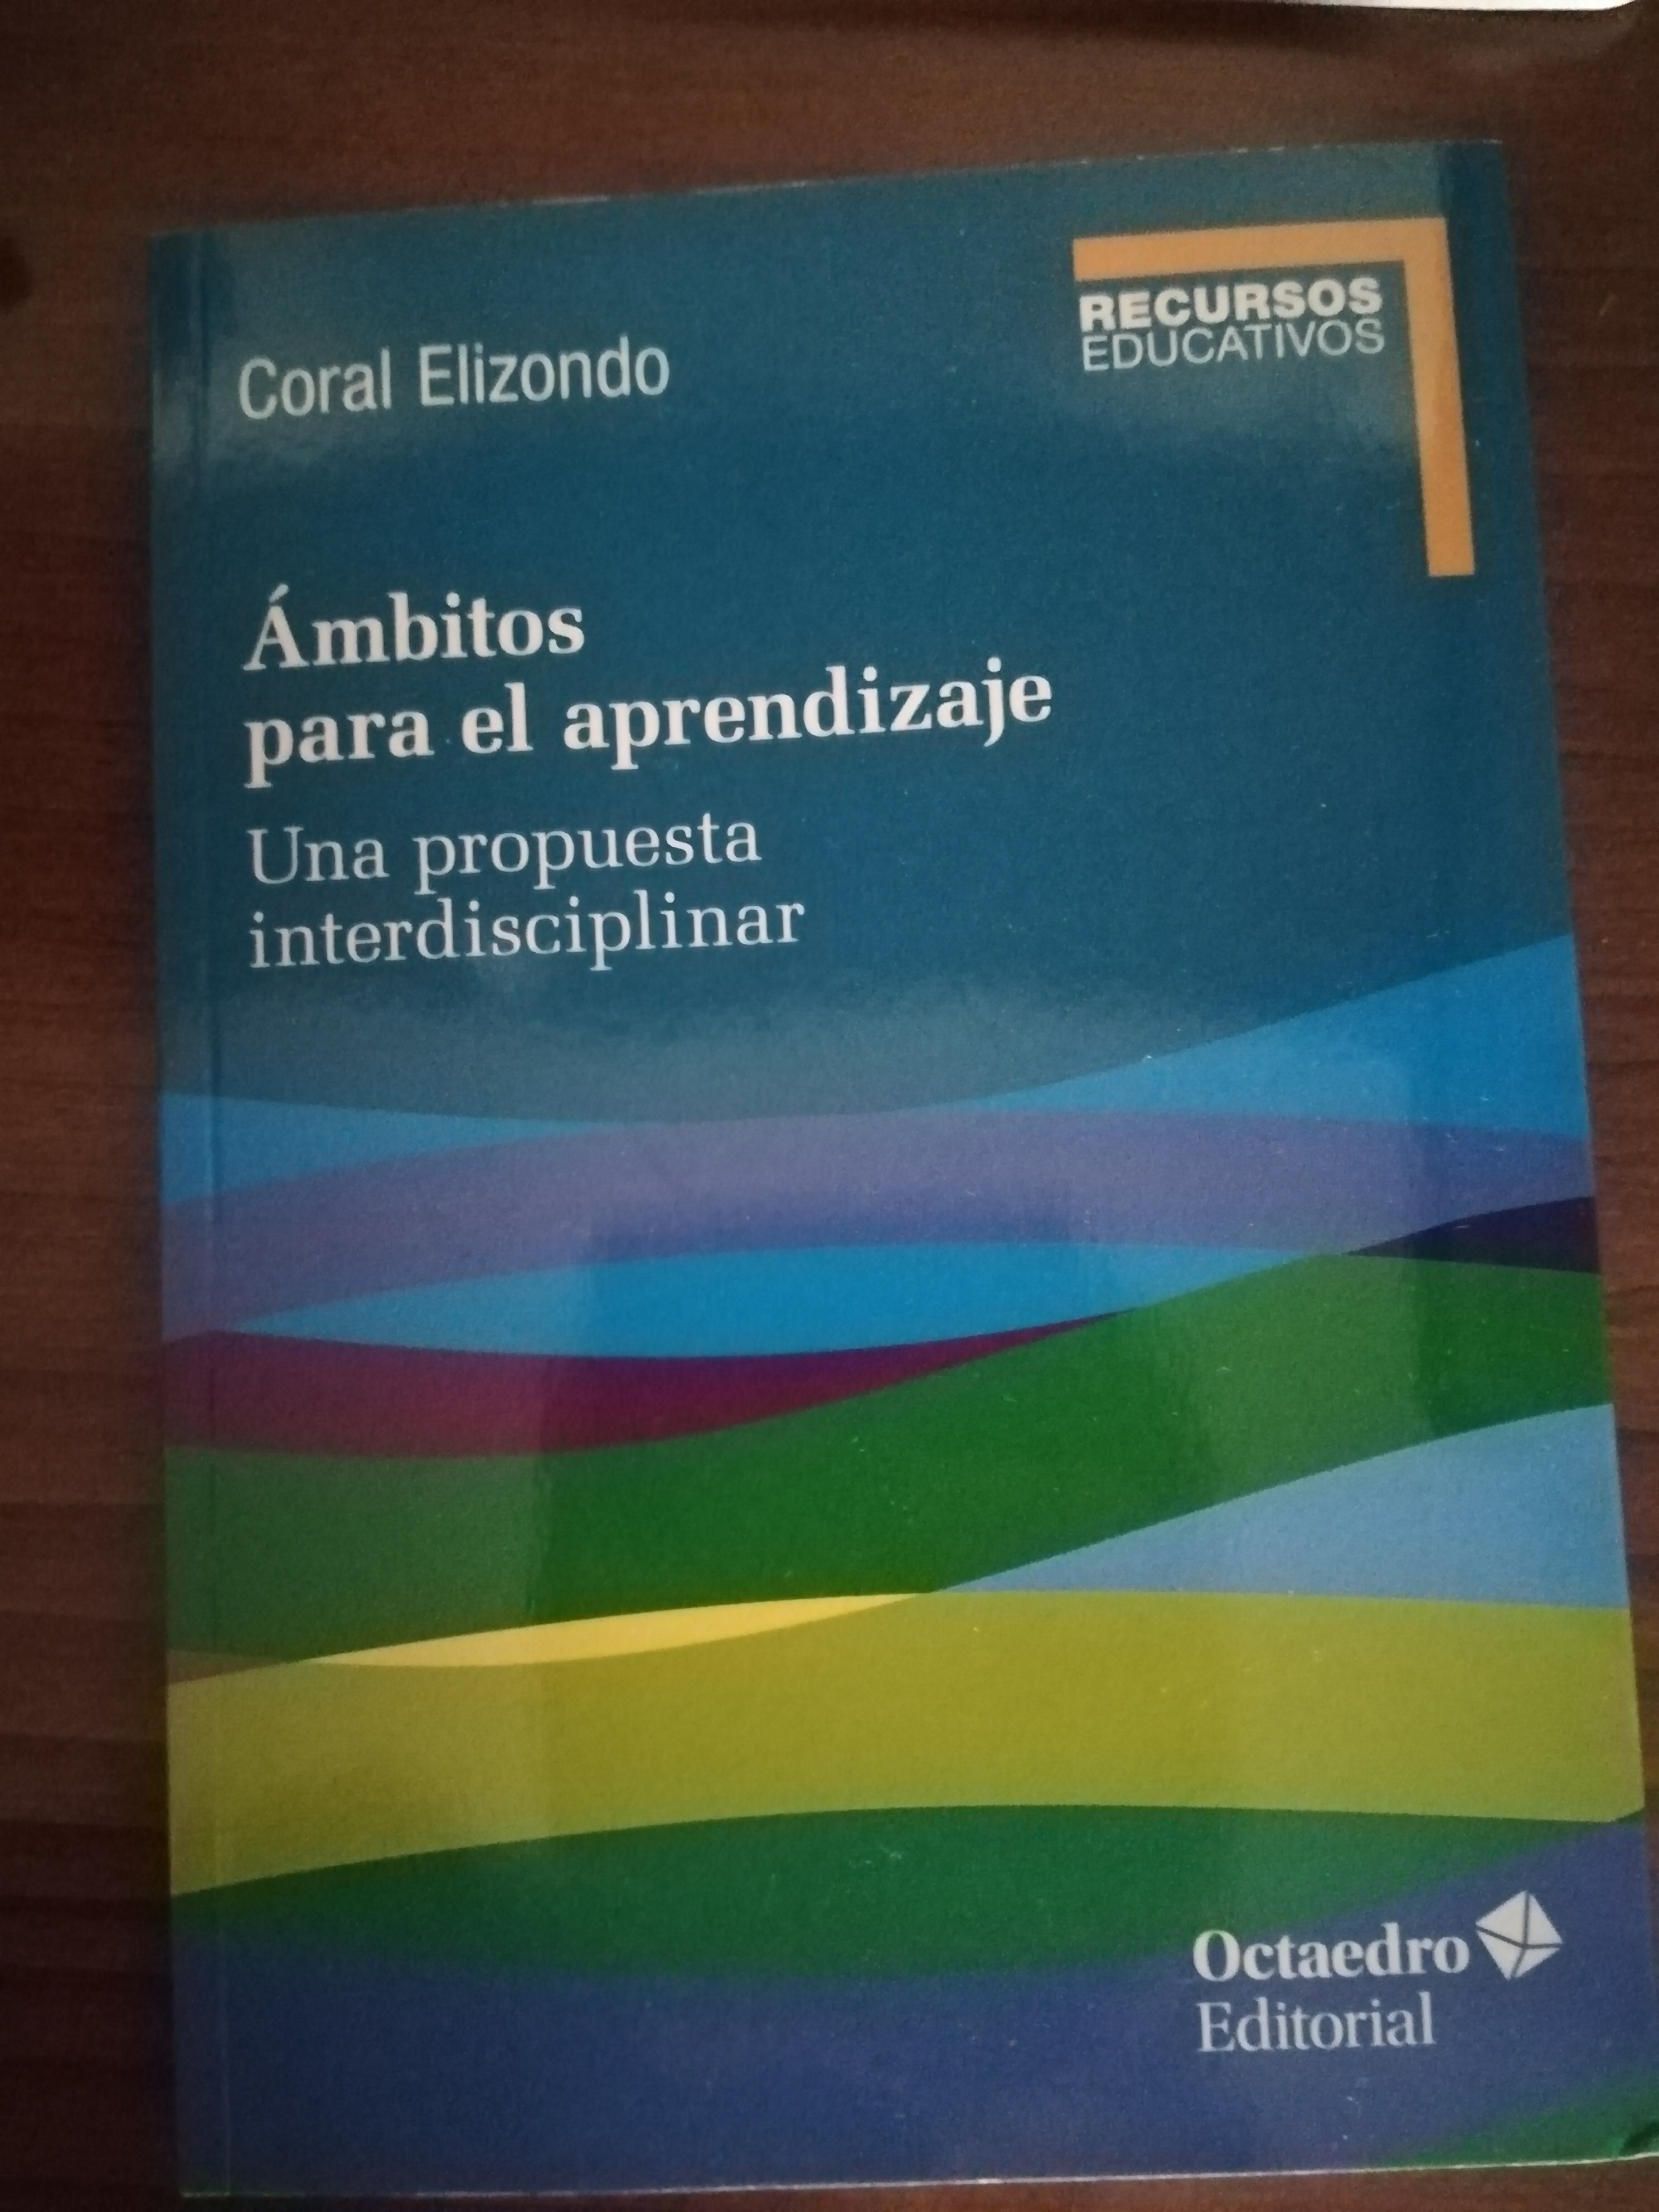 RECURSOS
EDUCATIVOS
Coral Elizondo
Ámbitos
para el aprendizaje
Una propuesta
interdisciplinar
Octaedro
Editorial